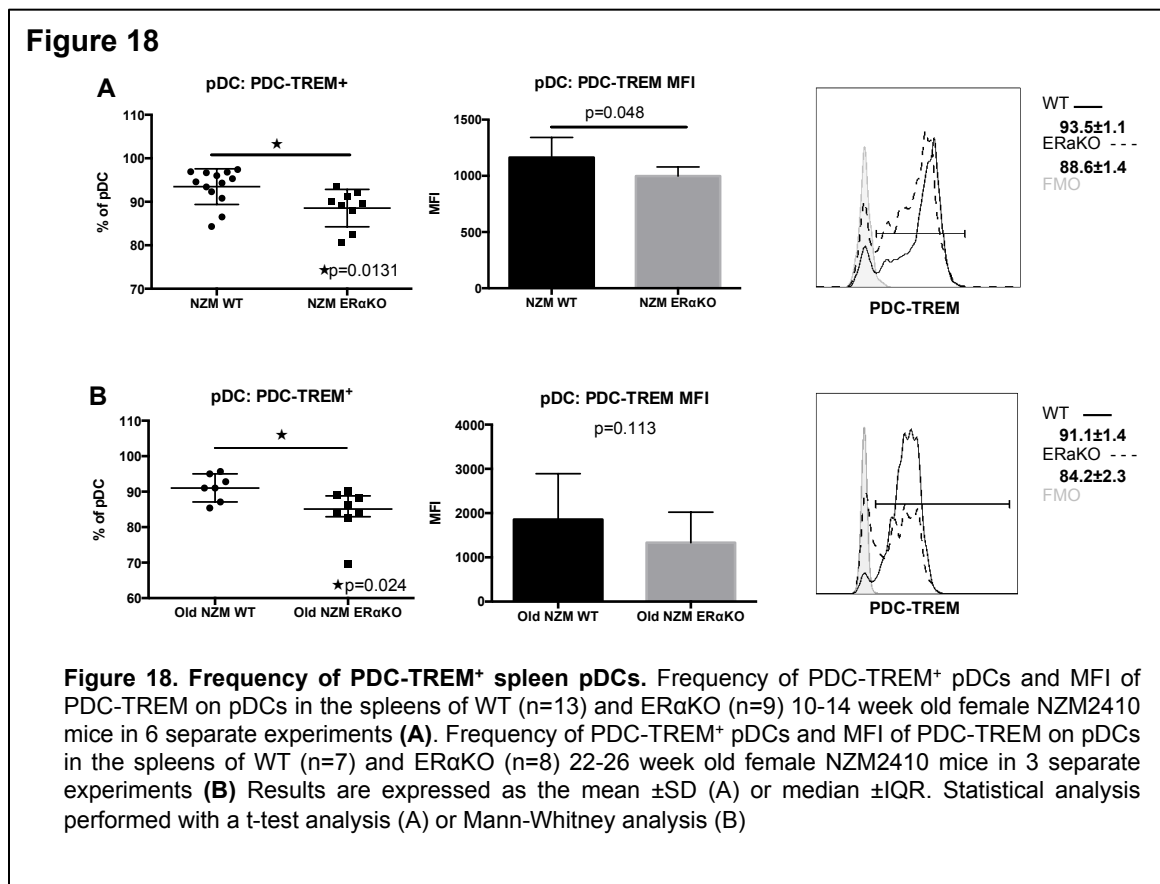 Figure 18
A
pDC: PDC-TREM+
% of pDC
110
100
90
80
70
★
★p=0.0131
NZM WT
NZM ERαKO
pDC: PDC-TREM MFI
p=0.048
MFI
1500
1000
500
0
NZM WT
NZM ERαKO
WT
93.5±1.1
ERaKO ---
88.6±1.4
FMO
PDC-TREM
B
pDC: PDC-TREM⁺
% of pDC
110
100
90
80
70
60
★
★p=0.024
Old NZM WT
Old NZM ERαKO
pDC: PDC-TREM MFI
p=0.113
MFI
4000
3000
2000
1000
0
Old NZM WT
Old NZM ERαKO
WT
91.1±1.4
ERaKO ---
84.2±2.3
FMO
PDC-TREM
Figure 18. Frequency of PDC-TREM⁺ spleen pDCs. Frequency of PDC-TREM⁺ pDCs and MFI of
PDC-TREM on pDCs in the spleens of WT (n=13) and ERαKO (n=9) 10-14 week old female NZM2410
mice in 6 separate experiments (A). Frequency of PDC-TREM⁺ pDCs and MFI of PDC-TREM on pDCs
in the spleens of WT (n=7) and ERαKO (n=8) 22-26 week old female NZM2410 mice in 3 separate
experiments (B) Results are expressed as the mean ±SD (A) or median ±IQR. Statistical analysis
performed with a t-test analysis (A) or Mann-Whitney analysis (B)